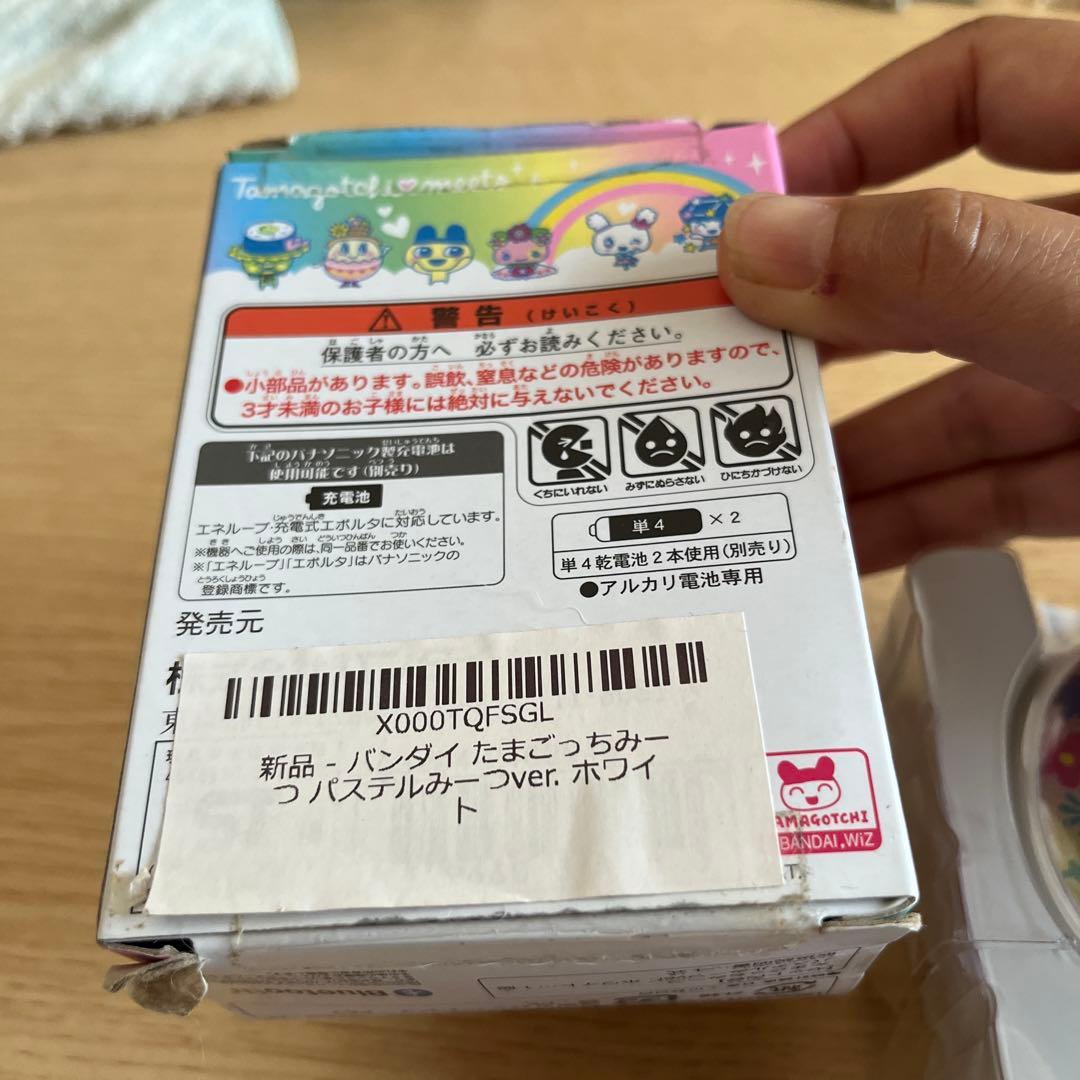 Tamagotchi meets
警告 (けいこく)
保護者の方へ 必ずお読みください。
●小部品があります。誤飲、窒息などの危険がありますので、
3才未満のお子様には絶対に与えないでください。
下記のパナソニック製充電池は
使用可能です(別売り)
充電池
エネループ・充電式エボルタに対応しています。
※機器へご使用の際は、同一品番でお使いください。
※「エネループ」「エボルタ」はパナソニックの
登録商標です。
くちにいれない
みずにぬらさない
ひにちかづけない
単4 ×2
単4乾電池2本使用(別売り)
●アルカリ電池専用
発売元
X000TQFSGL
新品 - バンダイ たまごっちみー
つ パステルみーつver. ホワイ
ト
AMAGOTCHI
BANDAI,WiZ
Bluetooth